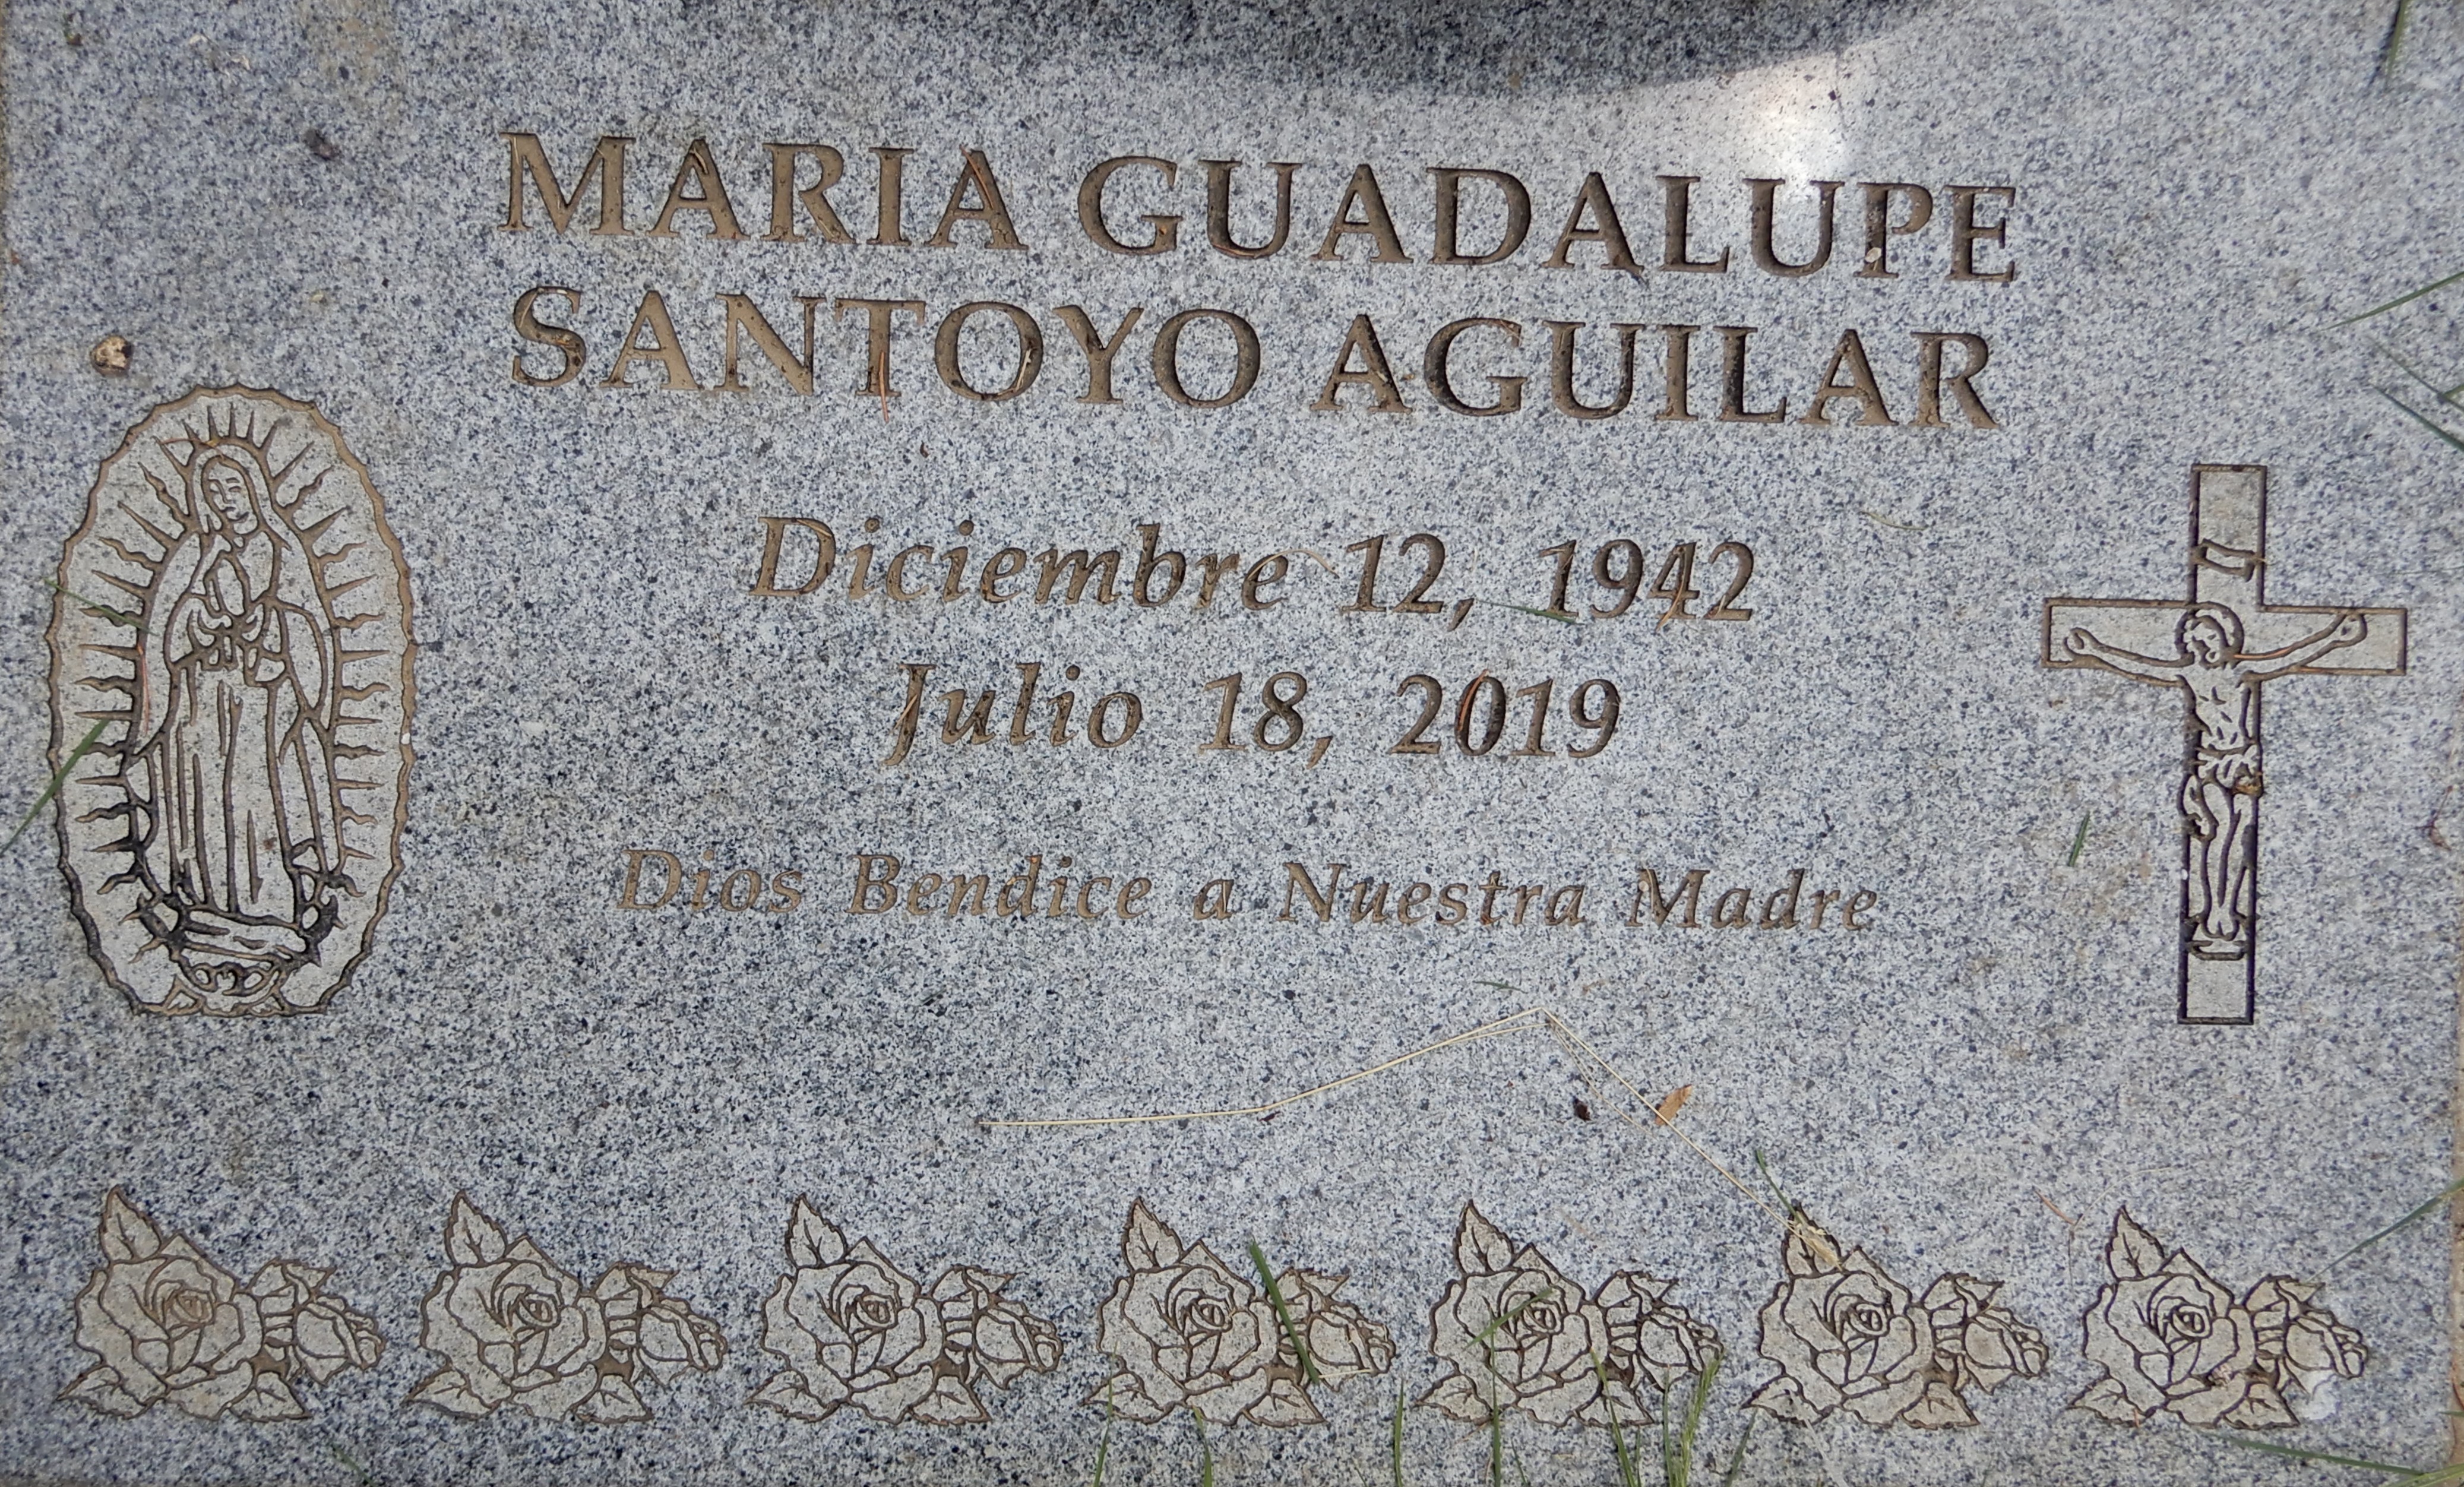 MARIA GUADALUPE
SANTOYO AGUILAR
Diciembre 12, 1942
Julio 18, 2019
Dios Bendice a Nuestra Madre